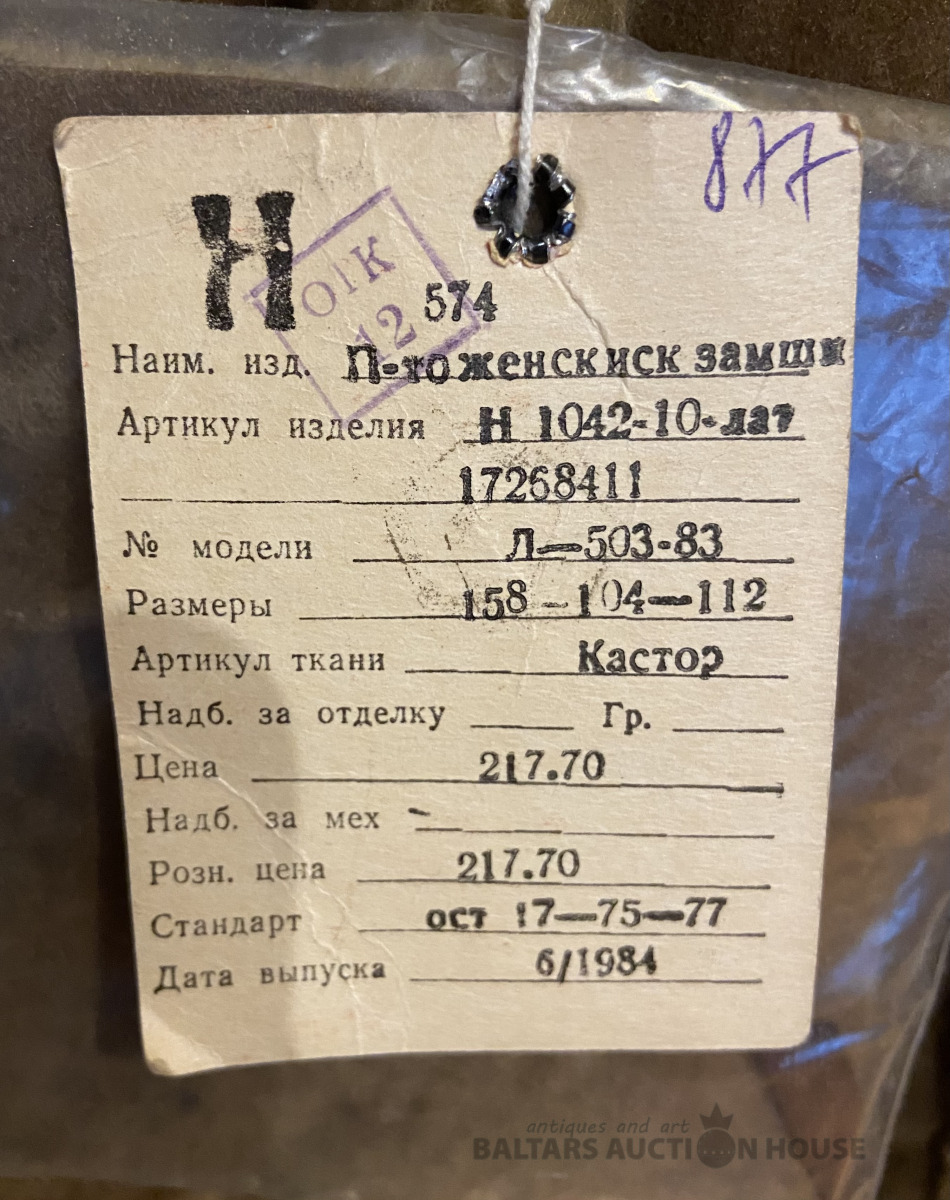 877
Н
ОТК
12
574
Наим. изд. П-тоженскиск замши
Артикул изделия Н 1042-10-лат
17268411
№ модели Л—503-83
Размеры 158—104—112
Артикул ткани Кастор
Надб. за отделку Гр.
Цена 217.70
Надб. за мех -
Розн. цена 217.70
Стандарт ост 17—75—77
Дата выпуска 6/1984
antiques and art
BALTARS AUCTION HOUSE